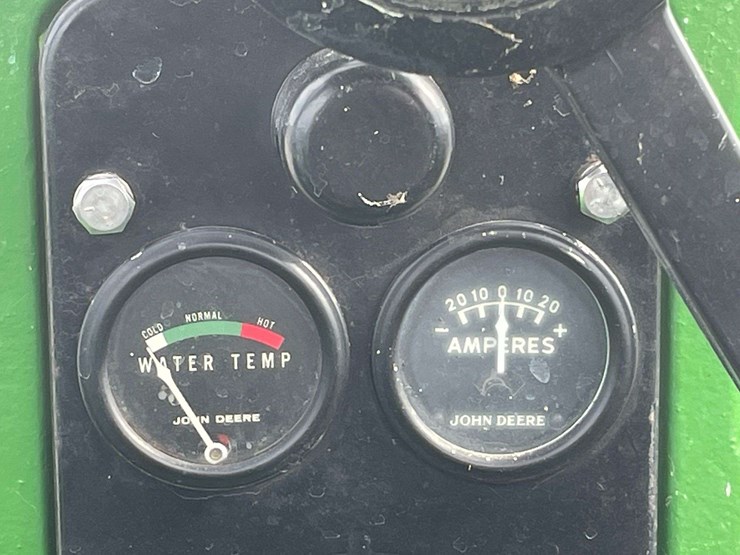 COLD NORMAL HOT
WATER TEMP
JOHN DEERE
20 10 0 10 20
- +
AMPERES
JOHN DEERE